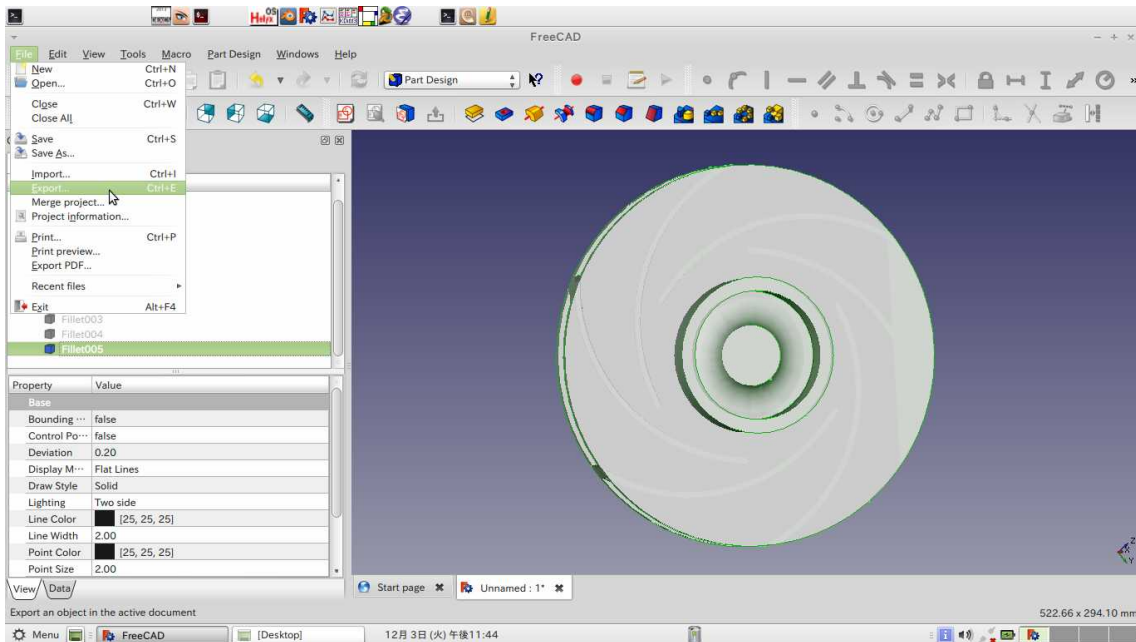 FreeCAD
File Edit View Tools Macro Part Design Windows Help
New Ctrl+N
Open... Ctrl+O
Close Ctrl+W
Close All
Save Ctrl+S
Save As...
Import... Ctrl+I
Export... Ctrl+E
Merge project...
Project information...
Print... Ctrl+P
Print preview...
Export PDF...
Recent files
Exit Alt+F4
Part Design
Fillet003
Fillet004
Fillet005
Property Value
Base
Bounding ⋯ false
Control Po⋯ false
Deviation 0.20
Display M⋯ Flat Lines
Draw Style Solid
Lighting Two side
Line Color [25, 25, 25]
Line Width 2.00
Point Color [25, 25, 25]
Point Size 2.00
View Data
Start page Unnamed : 1*
Z
Y
Export an object in the active document 522.66 x 294.10 mm
Menu FreeCAD [Desktop] 12月 3日 (火) 午後11:44